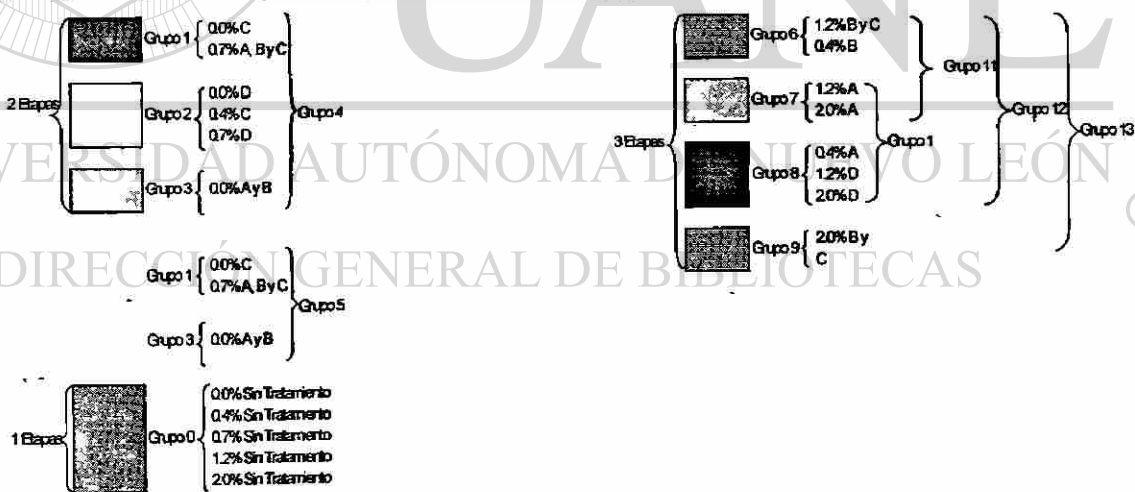 2 Etapas
Grupo 1
0.0% C
0.7% A, B y C
Grupo 2
0.0% D
0.4% C
0.7% D
Grupo 3
0.0% A y B
Grupo 4
Grupo 1
0.0% C
0.7% A, B y C
Grupo 3
0.0% A y B
Grupo 5
1 Etapas
Grupo 0
0.0% Sin Tratamiento
0.4% Sin Tratamiento
0.7% Sin Tratamiento
1.2% Sin Tratamiento
2.0% Sin Tratamiento
3 Etapas
Grupo 6
1.2% B y C
0.4% B
Grupo 7
1.2% A
2.0% A
Grupo 8
0.4% A
1.2% D
2.0% D
Grupo 9
2.0% B y
C
Grupo 1
Grupo 11
Grupo 12
Grupo 13
UANL
VERSIDAD AUTÓNOMA DE NUEVO LEÓN
DIRECCIÓN GENERAL DE BIBLIOTECAS